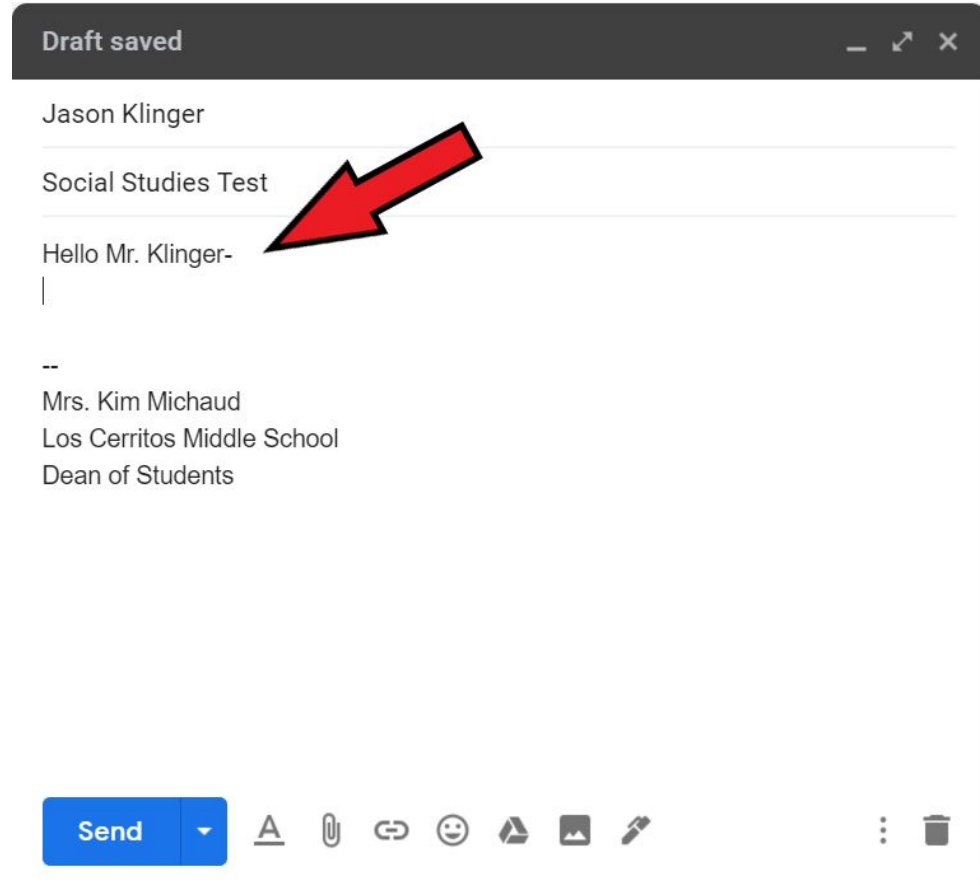 Draft saved
Jason Klinger
Social Studies Test
Hello Mr. Klinger-
--
Mrs. Kim Michaud
Los Cerritos Middle School
Dean of Students
Send